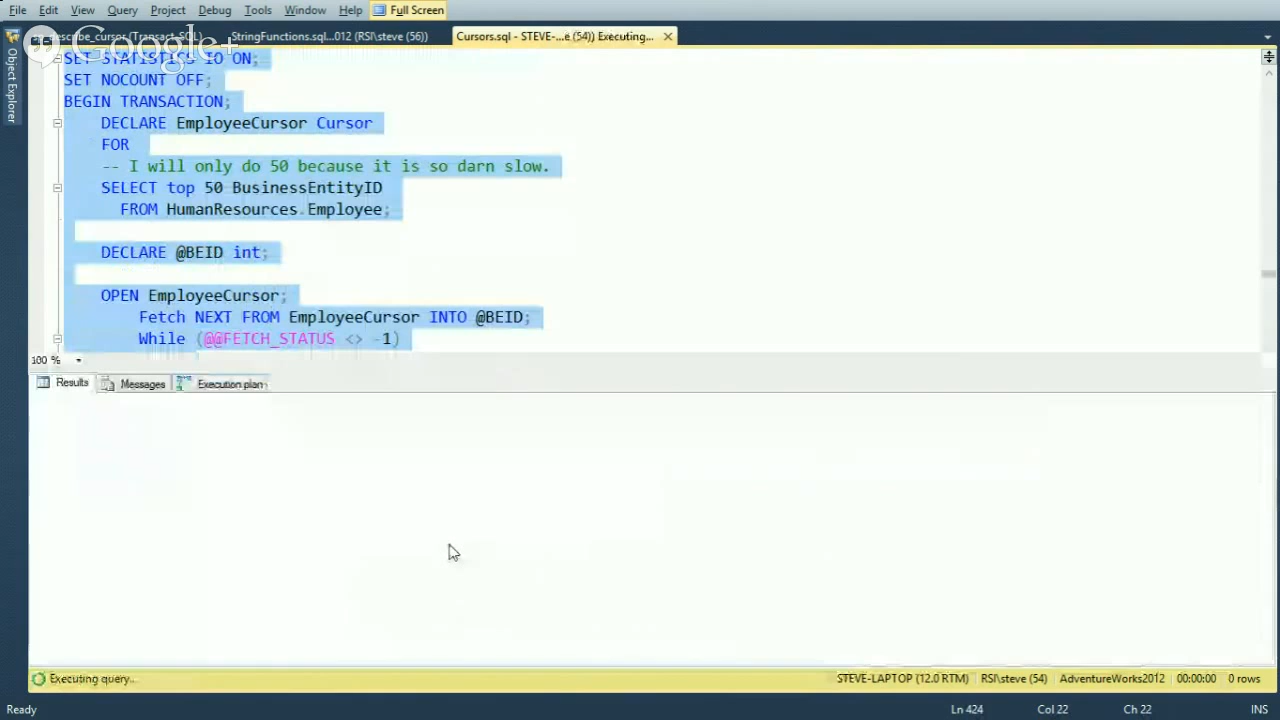 File Edit View Query Project Debug Tools Window Help Full Screen
Google+
sp_describe_cursor (Transact-SQL) StringFunctions.sql...012 (RSI\steve (56)) Cursors.sql - STEVE-...e (54)) Executing...
Object Explorer
SET STATISTICS IO ON;
SET NOCOUNT OFF;
BEGIN TRANSACTION;
DECLARE EmployeeCursor Cursor
FOR
-- I will only do 50 because it is so darn slow.
SELECT top 50 BusinessEntityID
FROM HumanResources.Employee;
DECLARE @BEID int;
OPEN EmployeeCursor;
Fetch NEXT FROM EmployeeCursor INTO @BEID;
While (@@FETCH_STATUS <> -1)
100 %
Results Messages Execution plan
Executing query... STEVE-LAPTOP (12.0 RTM) RSI\steve (54) AdventureWorks2012 00:00:00 0 rows
Ready Ln 424 Col 22 Ch 22 INS